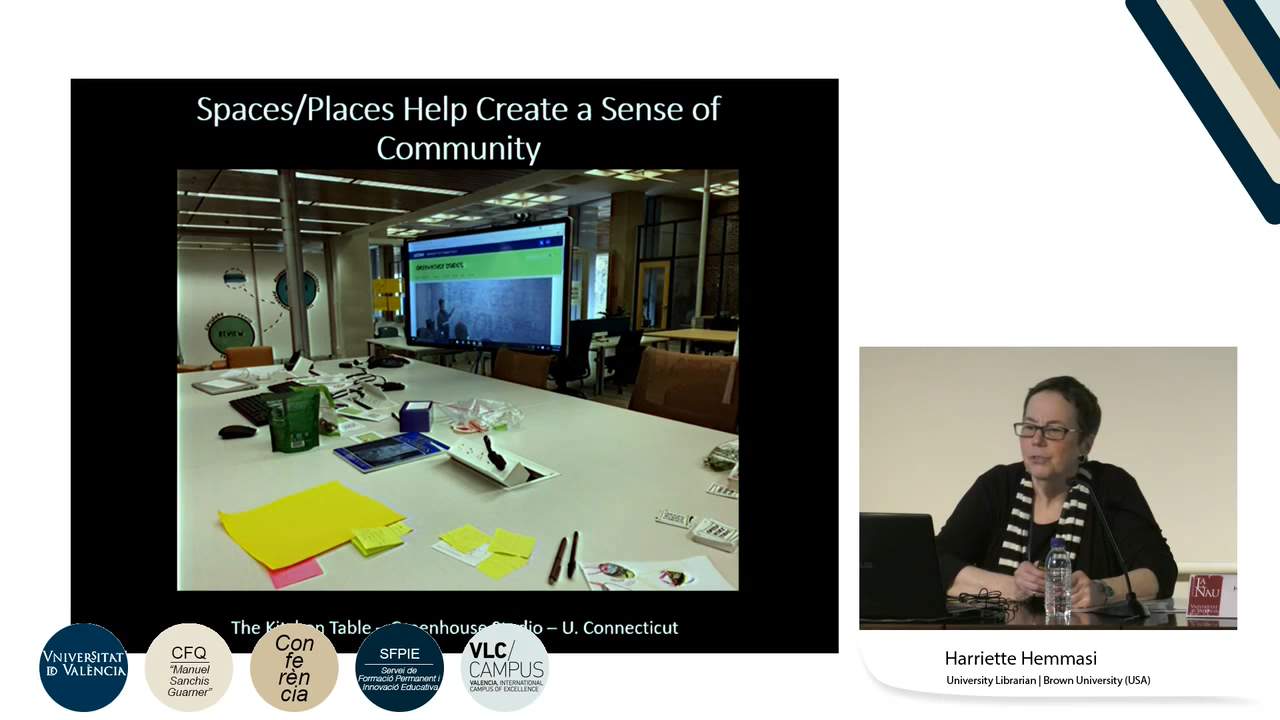 Spaces/Places Help Create a Sense of
Community
GREENHOUSE STUDIOS
REVIEW
The Kitchen Table - Greenhouse Studio – U. Connecticut
VNIVERSITAT
DE VALÈNCIA
CFQ
“Manuel
Sanchis
Guarner”
Con
fe
rèn
cia
SFPIE
Servei de
Formació Permanent i
Innovació Educativa
VLC/
CAMPUS
VALENCIA, INTERNATIONAL
CAMPUS OF EXCELLENCE
LA
NAU
Harriette Hemmasi
University Librarian | Brown University (USA)